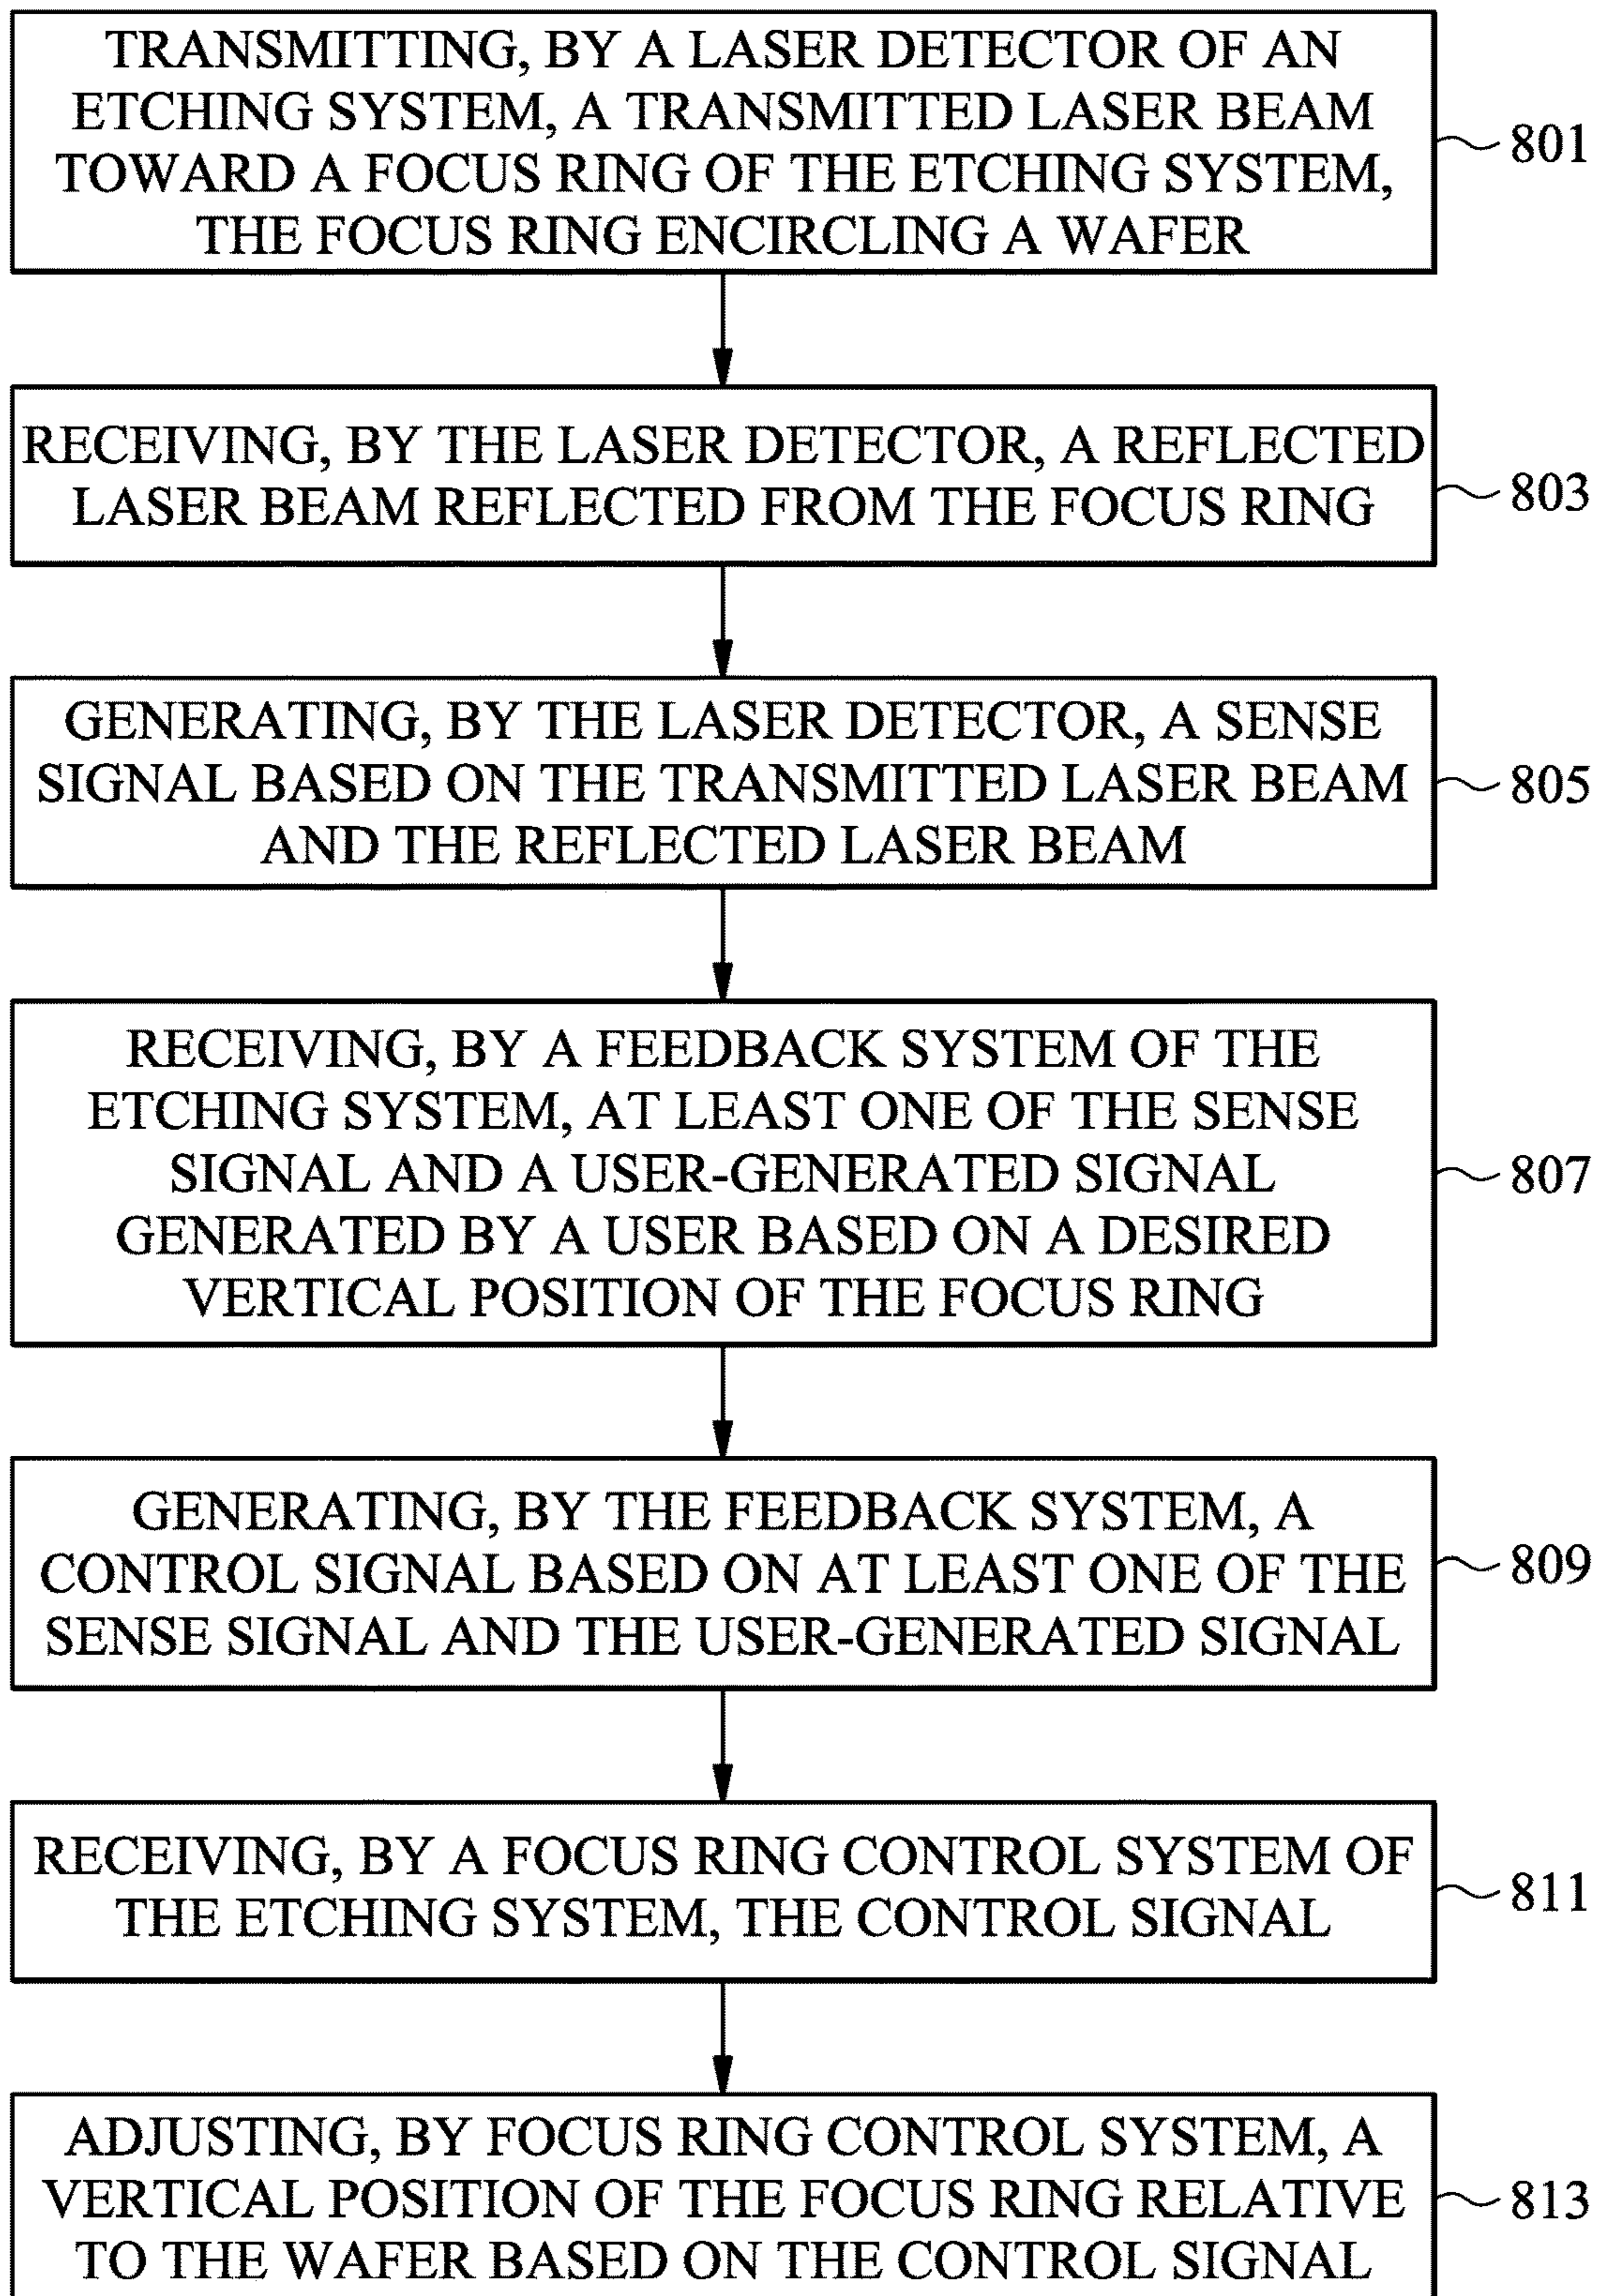 TRANSMITTING, BY A LASER DETECTOR OF AN
ETCHING SYSTEM, A TRANSMITTED LASER BEAM
TOWARD A FOCUS RING OF THE ETCHING SYSTEM,
THE FOCUS RING ENCIRCLING A WAFER
801
RECEIVING, BY THE LASER DETECTOR, A REFLECTED
LASER BEAM REFLECTED FROM THE FOCUS RING
803
GENERATING, BY THE LASER DETECTOR, A SENSE
SIGNAL BASED ON THE TRANSMITTED LASER BEAM
AND THE REFLECTED LASER BEAM
805
RECEIVING, BY A FEEDBACK SYSTEM OF THE
ETCHING SYSTEM, AT LEAST ONE OF THE SENSE
SIGNAL AND A USER-GENERATED SIGNAL
GENERATED BY A USER BASED ON A DESIRED
VERTICAL POSITION OF THE FOCUS RING
807
GENERATING, BY THE FEEDBACK SYSTEM, A
CONTROL SIGNAL BASED ON AT LEAST ONE OF THE
SENSE SIGNAL AND THE USER-GENERATED SIGNAL
809
RECEIVING, BY A FOCUS RING CONTROL SYSTEM OF
THE ETCHING SYSTEM, THE CONTROL SIGNAL
811
ADJUSTING, BY FOCUS RING CONTROL SYSTEM, A
VERTICAL POSITION OF THE FOCUS RING RELATIVE
TO THE WAFER BASED ON THE CONTROL SIGNAL
813